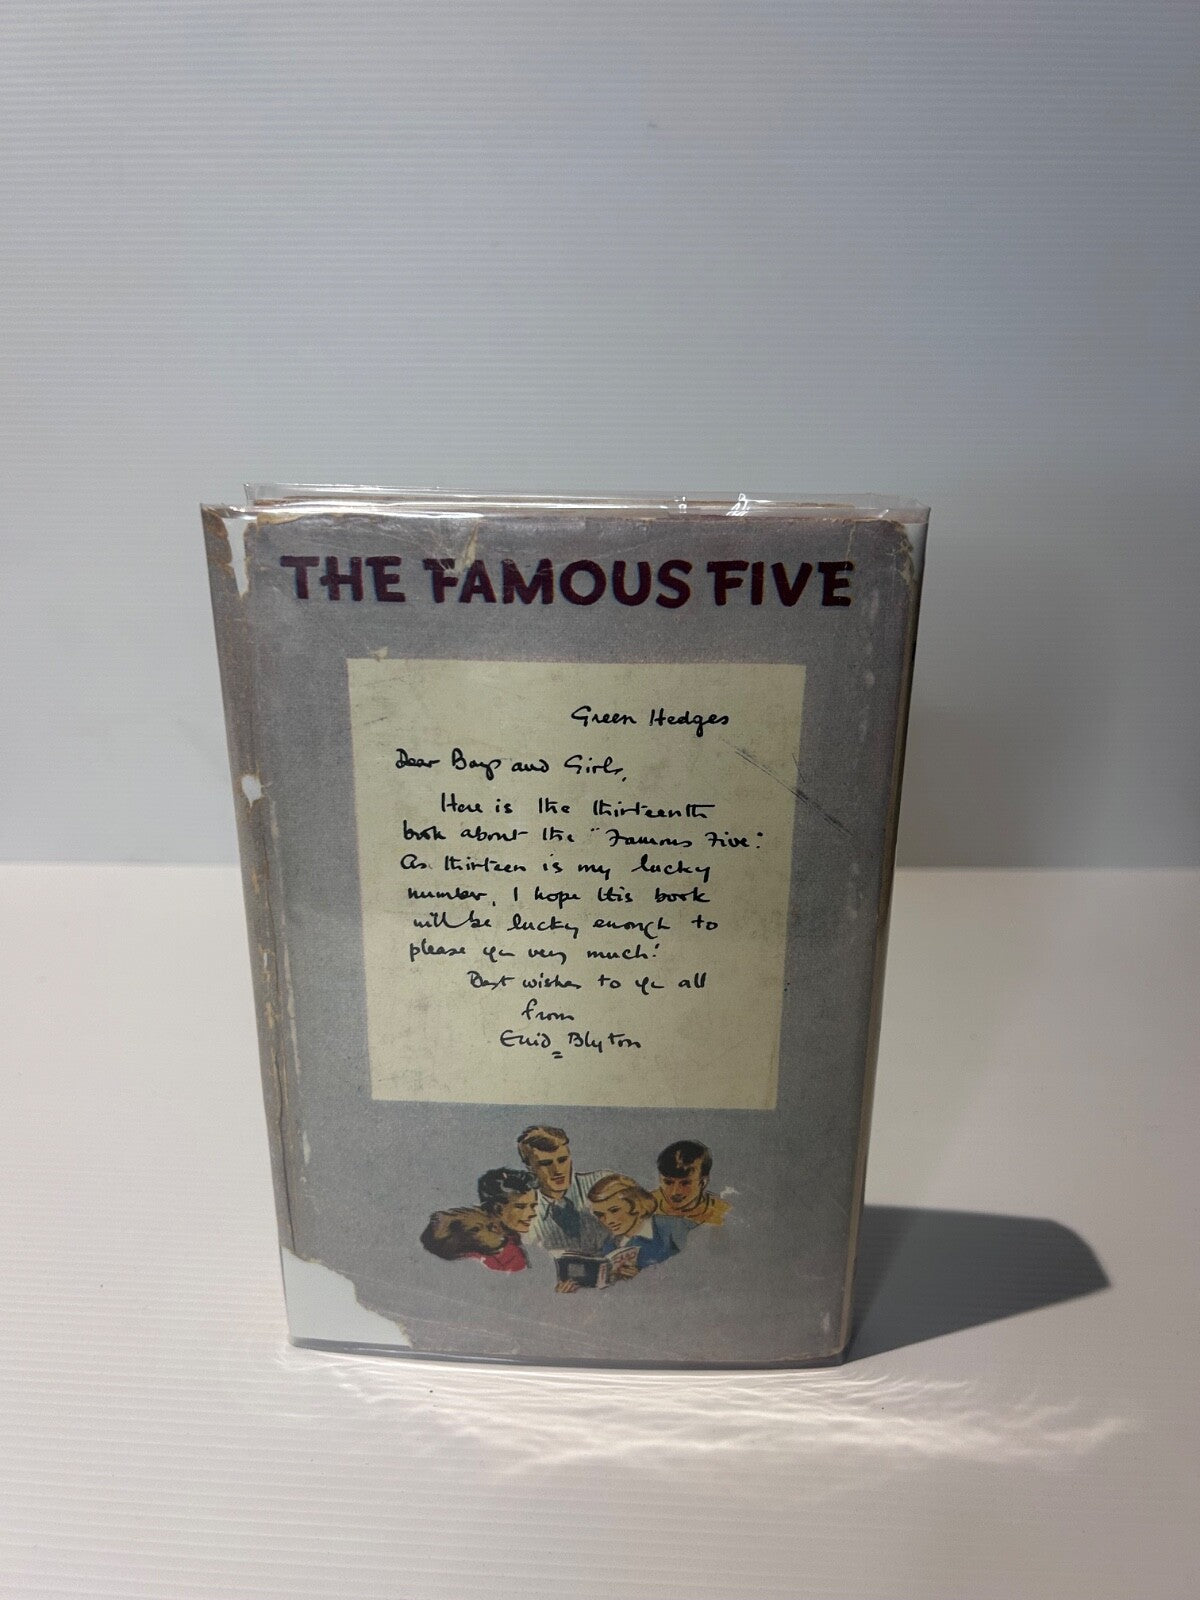 THE FAMOUS FIVE
Green Hedges
Dear Boys and Girls,
Here is the thirteenth
book about the "Famous Five".
As thirteen is my lucky
number, I hope this book
will be lucky enough to
please you very much!
Best wishes to you all
from
Enid Blyton